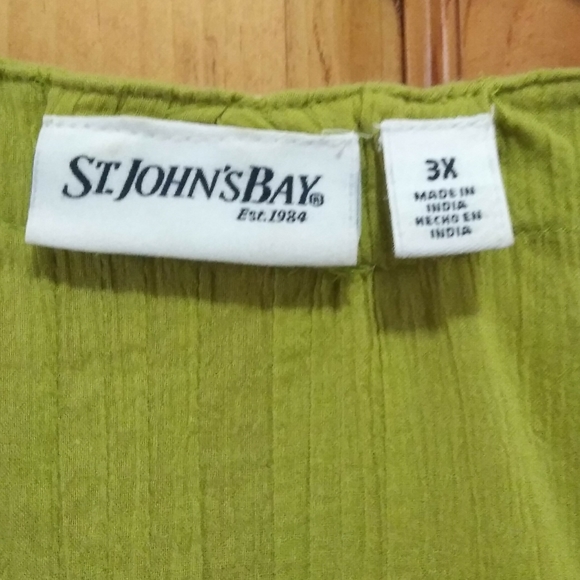 ST. JOHN'S BAY®
Est. 1984
3X
MADE IN
INDIA
HECHO EN
INDIA